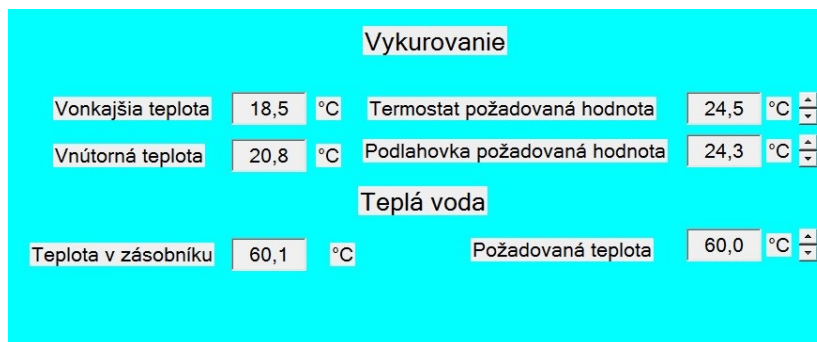 Vykurovanie
Vonkajšia teplota 18,5 °C Termostat požadovaná hodnota 24,5 °C
Vnútorná teplota 20,8 °C Podlahovka požadovaná hodnota 24,3 °C
Teplá voda
Teplota v zásobníku 60,1 °C Požadovaná teplota 60,0 °C